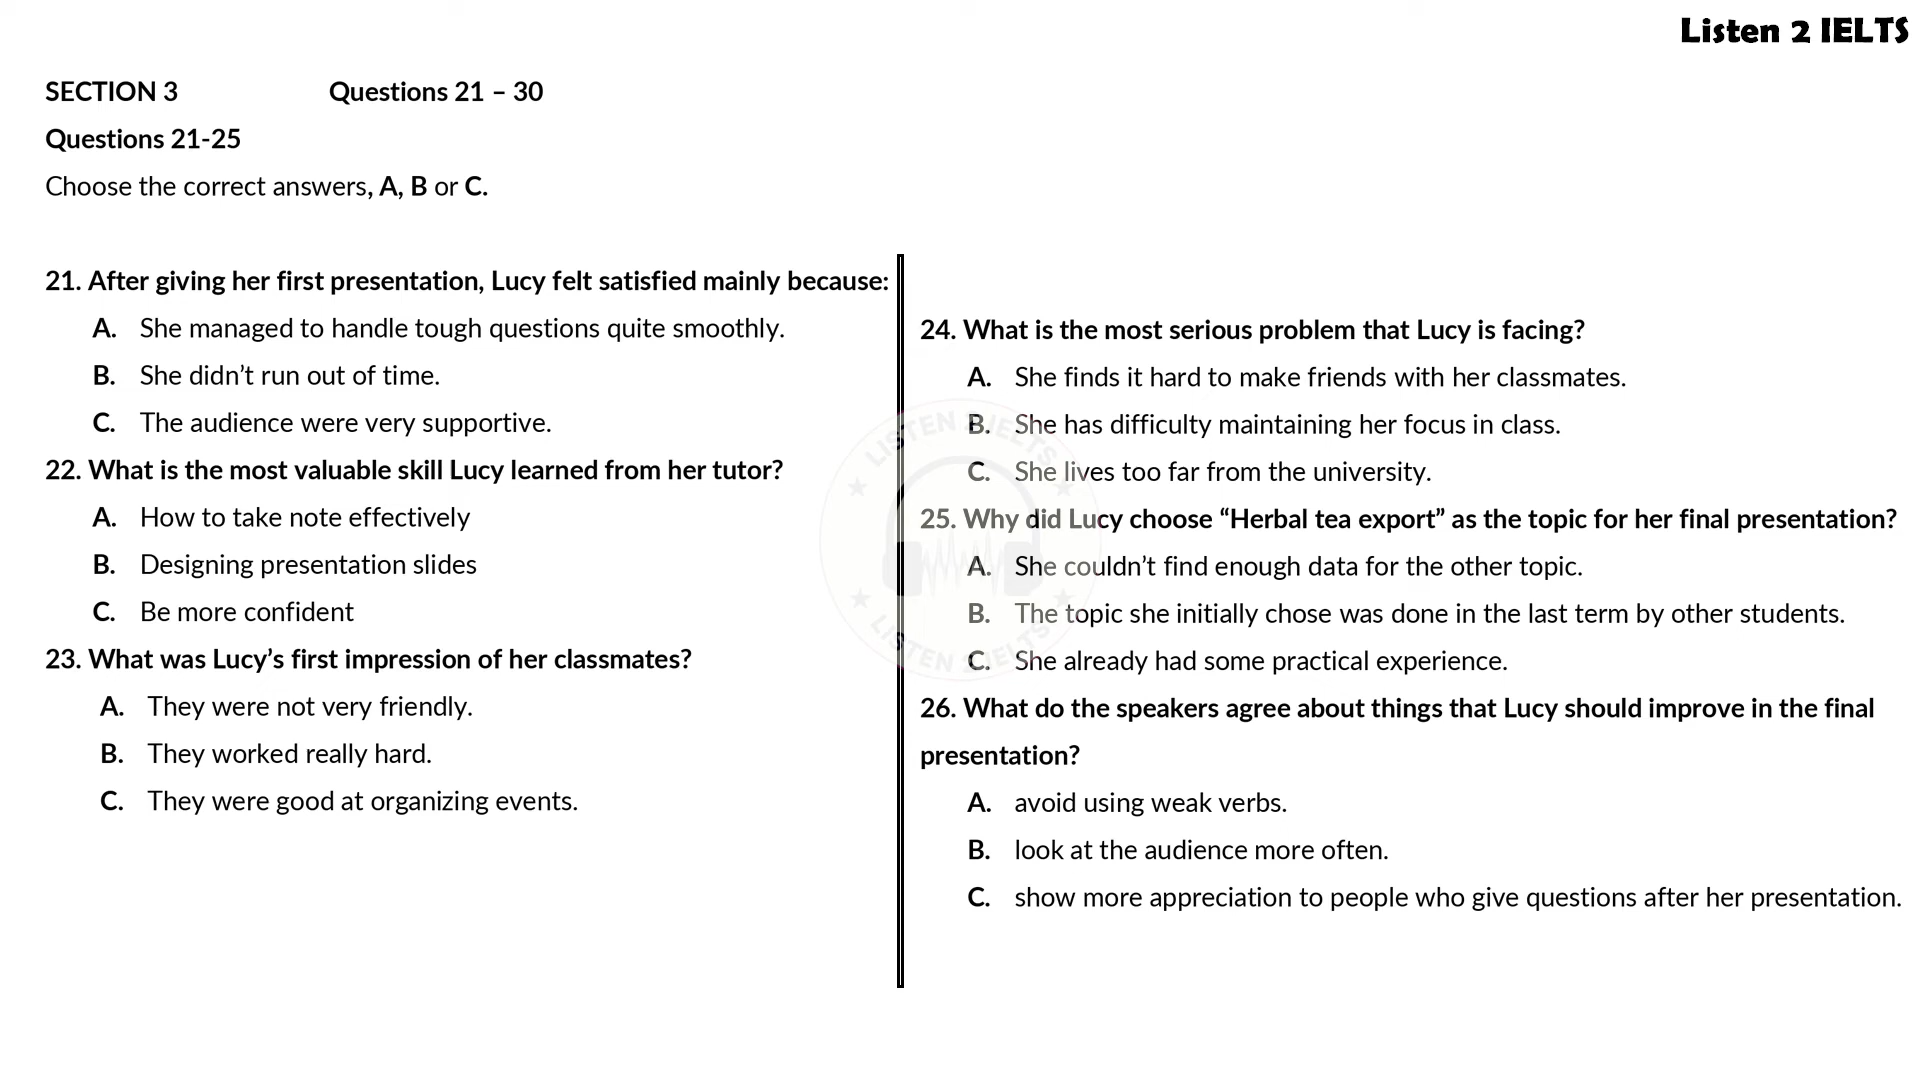 Listen 2 IELTS
SECTION 3 Questions 21 – 30
Questions 21-25
Choose the correct answers, A, B or C.
21. After giving her first presentation, Lucy felt satisfied mainly because:
A. She managed to handle tough questions quite smoothly.
B. She didn’t run out of time.
C. The audience were very supportive.
22. What is the most valuable skill Lucy learned from her tutor?
A. How to take note effectively
B. Designing presentation slides
C. Be more confident
23. What was Lucy’s first impression of her classmates?
A. They were not very friendly.
B. They worked really hard.
C. They were good at organizing events.
24. What is the most serious problem that Lucy is facing?
A. She finds it hard to make friends with her classmates.
B. She has difficulty maintaining her focus in class.
C. She lives too far from the university.
25. Why did Lucy choose “Herbal tea export” as the topic for her final presentation?
A. She couldn’t find enough data for the other topic.
B. The topic she initially chose was done in the last term by other students.
C. She already had some practical experience.
26. What do the speakers agree about things that Lucy should improve in the final
presentation?
A. avoid using weak verbs.
B. look at the audience more often.
C. show more appreciation to people who give questions after her presentation.
LISTEN 2 IELTS
LISTEN 2 IELTS